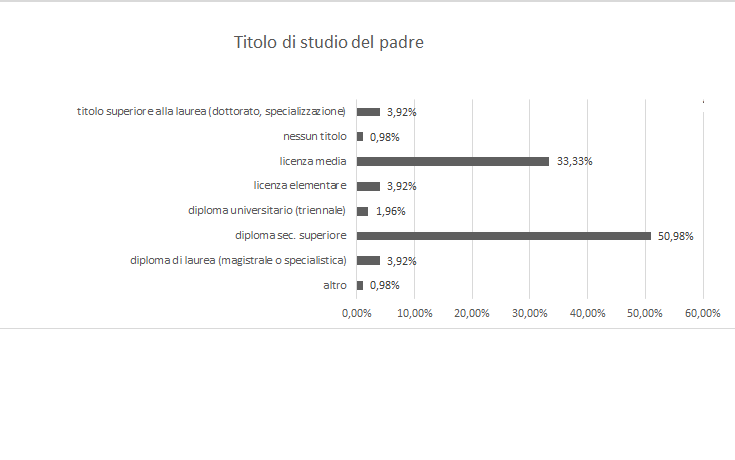 Titolo di studio del padre
titolo superiore alla laurea (dottorato, specializzazione) 3,92%
nessun titolo 0,98%
licenza media 33,33%
licenza elementare 3,92%
diploma universitario (triennale) 1,96%
diploma sec. superiore 50,98%
diploma di laurea (magistrale o specialistica) 3,92%
altro 0,98%
0,00% 10,00% 20,00% 30,00% 40,00% 50,00% 60,00%